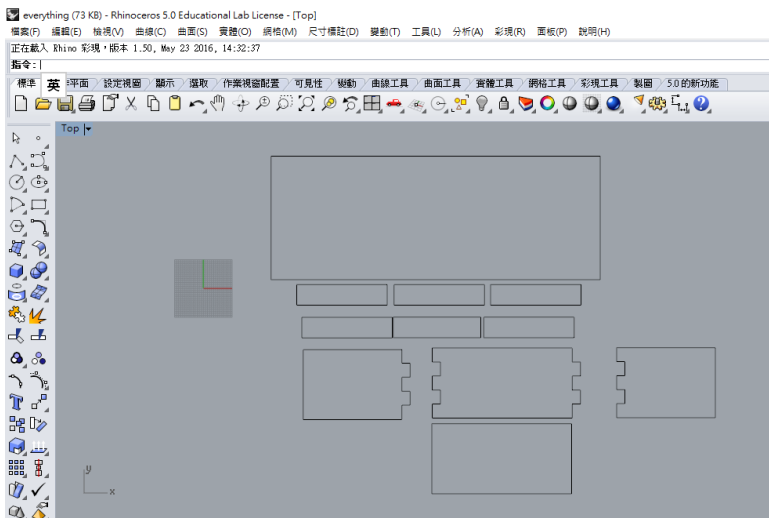 everything (73 KB) - Rhinoceros 5.0 Educational Lab License - [Top]
檔案(F) 編輯(E) 檢視(V) 曲線(C) 曲面(S) 實體(O) 網格(M) 尺寸標註(D) 變動(T) 工具(L) 分析(A) 彩現(R) 面板(P) 說明(H)
正在載入 Rhino 彩現，版本 1.50, May 23 2016, 14:32:37
指令:
標準 英 平面 設定視窗 顯示 選取 作業視窗配置 可見性 變動 曲線工具 曲面工具 實體工具 網格工具 彩現工具 製圖 5.0 的新功能
Top
y
x